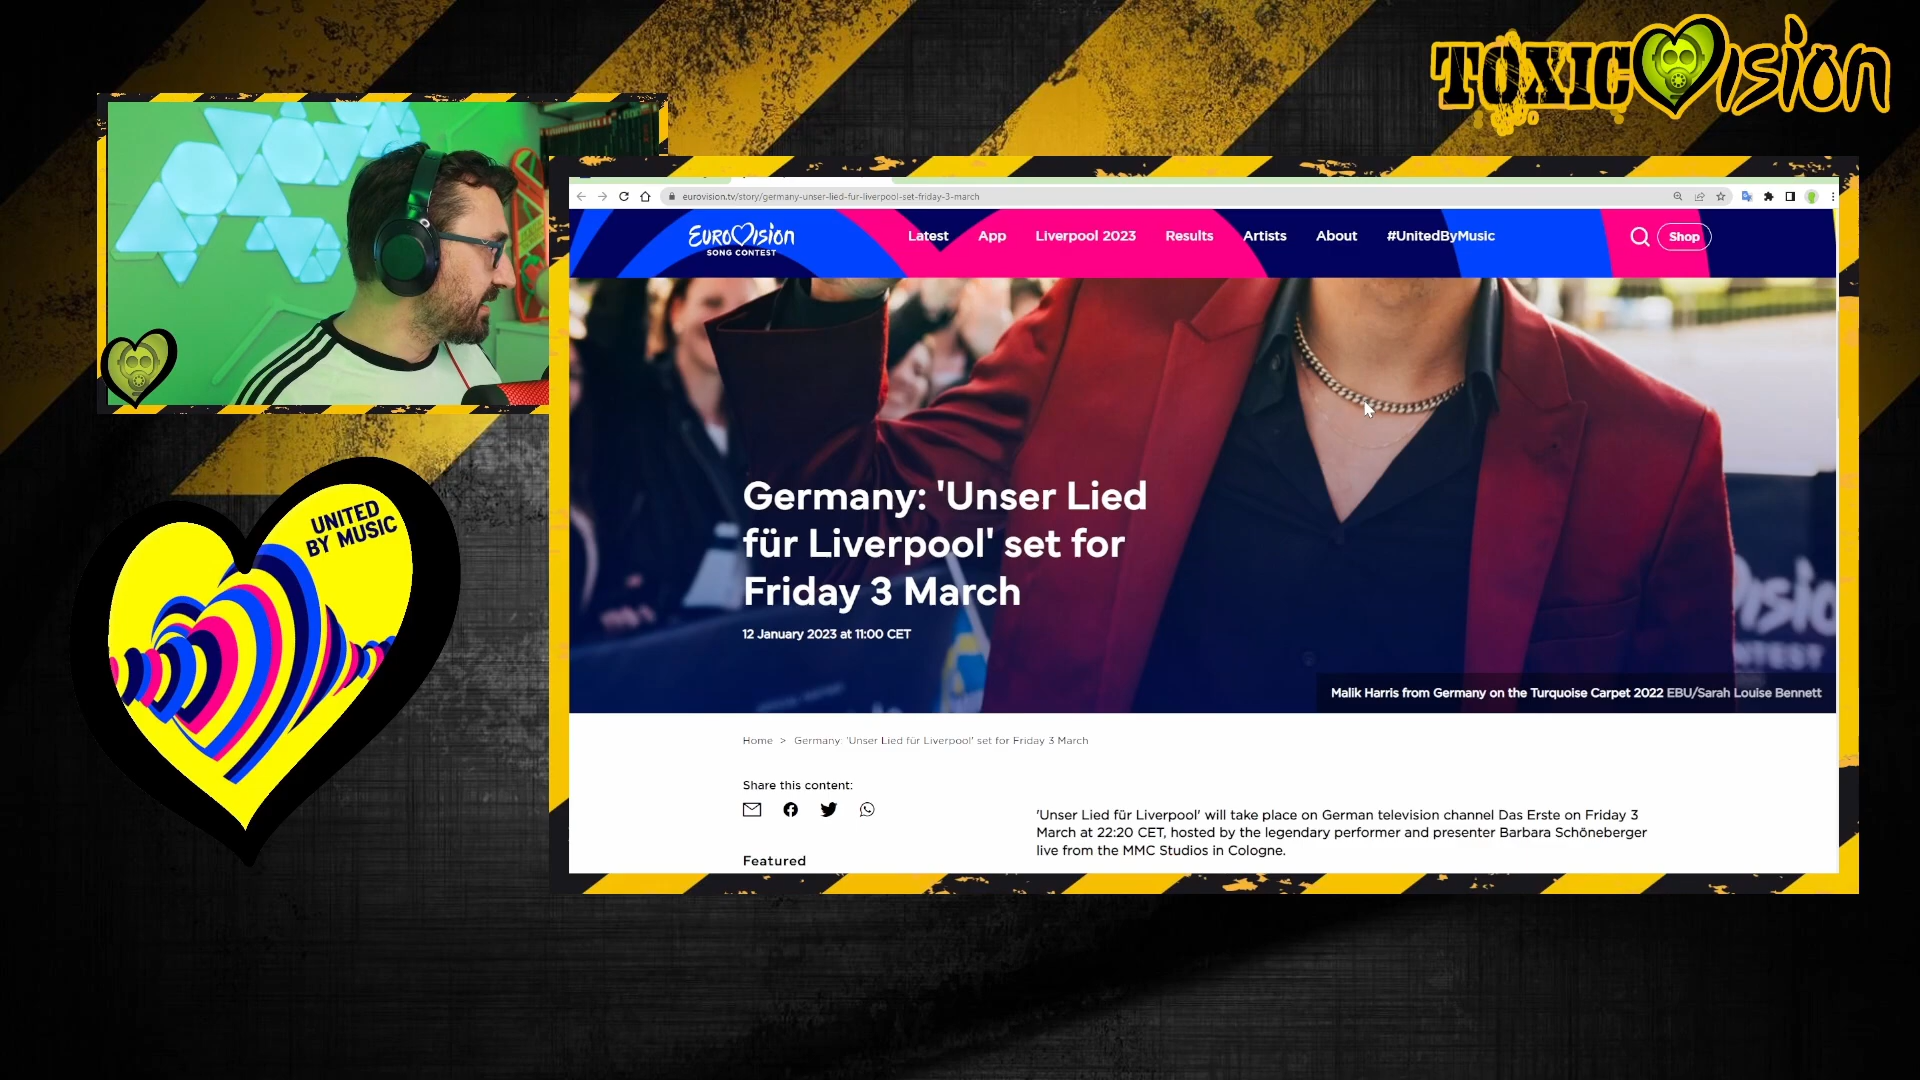 TOXICVision
UNITED
BY MUSIC
eurovision.tv/story/germany-unser-lied-fur-liverpool-set-friday-3-march
EUROVision
SONG CONTEST
Latest
App
Liverpool 2023
Results
Artists
About
#UnitedByMusic
Shop
Germany: 'Unser Lied
für Liverpool' set for
Friday 3 March
12 January 2023 at 11:00 CET
Malik Harris from Germany on the Turquoise Carpet 2022 EBU/Sarah Louise Bennett
Home > Germany: 'Unser Lied für Liverpool' set for Friday 3 March
Share this content:
'Unser Lied für Liverpool' will take place on German television channel Das Erste on Friday 3
March at 22:20 CET, hosted by the legendary performer and presenter Barbara Schöneberger
live from the MMC Studios in Cologne.
Featured